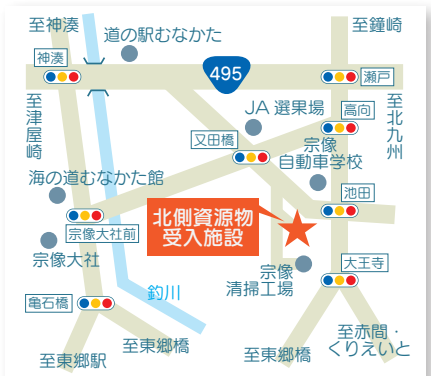 至神湊
道の駅むなかた
至鐘崎
神湊
495
瀬戸
至津屋崎
JA 選果場
高向
至北九州
又田橋
宗像
自動車学校
海の道むなかた館
池田
北側資源物
受入施設
宗像大社前
宗像大社
宗像
清掃工場
大王寺
釣川
亀石橋
至赤間・
くりえいと
至東郷駅
至東郷橋
至東郷橋